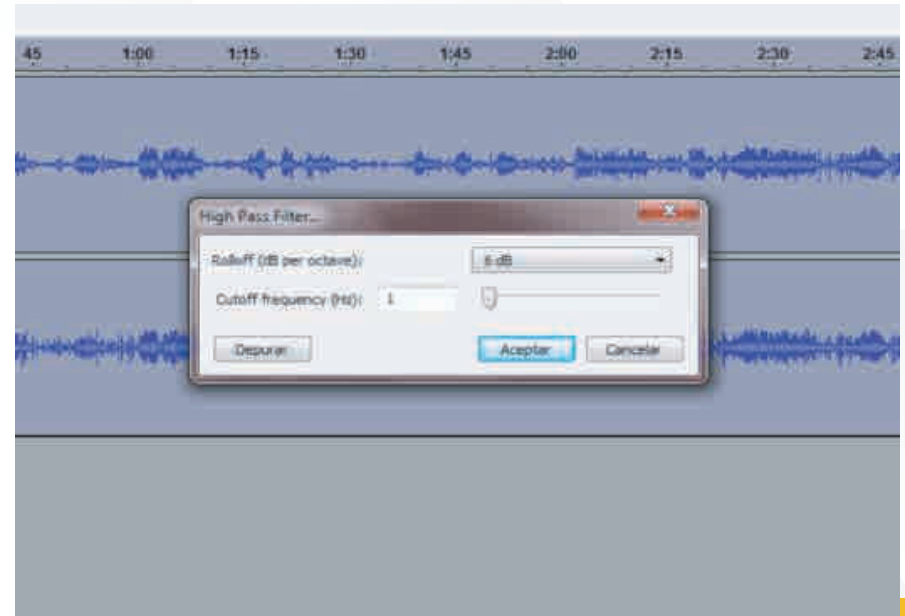 45 1:00 1:15 1:30 1:45 2:00 2:15 2:30 2:45
High Pass Filter...
Rolloff (dB per octave): 6 dB
Cutoff frequency (Hz): 1
Depurar Aceptar Cancelar